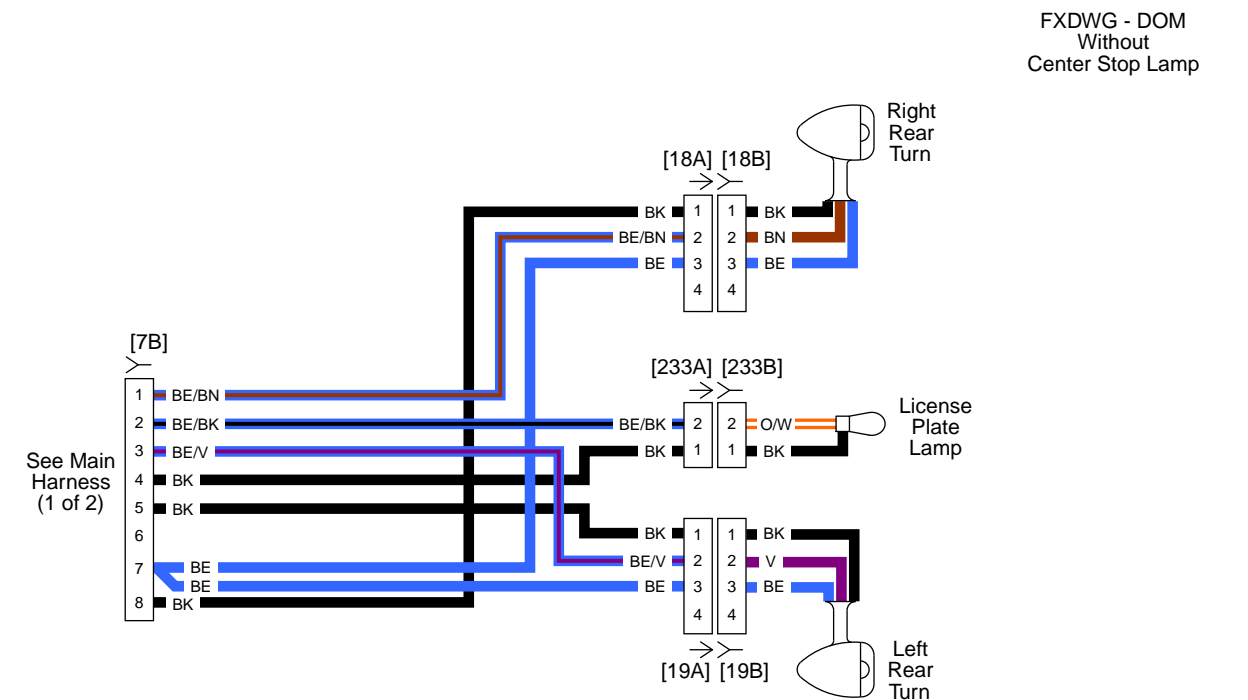 FXDWG - DOM
Without
Center Stop Lamp
Right
Rear
Turn
[18A] [18B]
BK 1 1 BK
BE/BN 2 2 BN
BE 3 3 BE
4 4
[7B]
1 BE/BN
2 BE/BK
3 BE/V
4 BK
5 BK
6
7 BE
BE
8 BK
See Main
Harness
(1 of 2)
[233A] [233B]
BE/BK 2 2 O/W
BK 1 1 BK
License
Plate
Lamp
BK 1 1 BK
BE/V 2 2 V
BE 3 3 BE
4 4
[19A] [19B]
Left
Rear
Turn